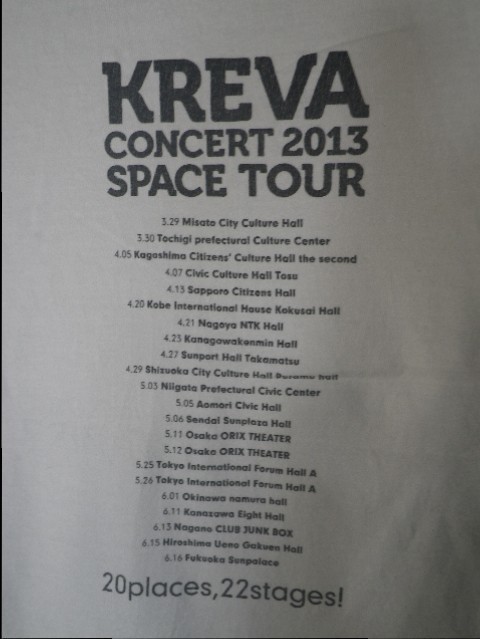 KREVA
CONCERT 2013
SPACE TOUR
3.29 Misato City Culture Hall
3.30 Tochigi prefectural Culture Center
4.05 Kagoshima Citizens' Culture Hall the second
4.07 Civic Culture Hall Tosu
4.13 Sapporo Citizens Hall
4.20 Kobe International House Kokusai Hall
4.21 Nagoya NTK Hall
4.23 Kanagawakenmin Hall
4.27 Sunport Hall Takamatsu
4.29 Shizuoka City Culture Hall hall
5.03 Niigata Prefectural Civic Center
5.05 Aomori Civic Hall
5.06 Sendai Sunplaza Hall
5.11 Osaka ORIX THEATER
5.12 Osaka ORIX THEATER
5.25 Tokyo International Forum Hall A
5.26 Tokyo International Forum Hall A
6.01 Okinawa namura hall
6.11 Kanazawa Eight Hall
6.13 Nagano CLUB JUNK BOX
6.15 Hiroshima Ueno Gakuen Hall
6.16 Fukuoka Sunpalace
20places,22stages!